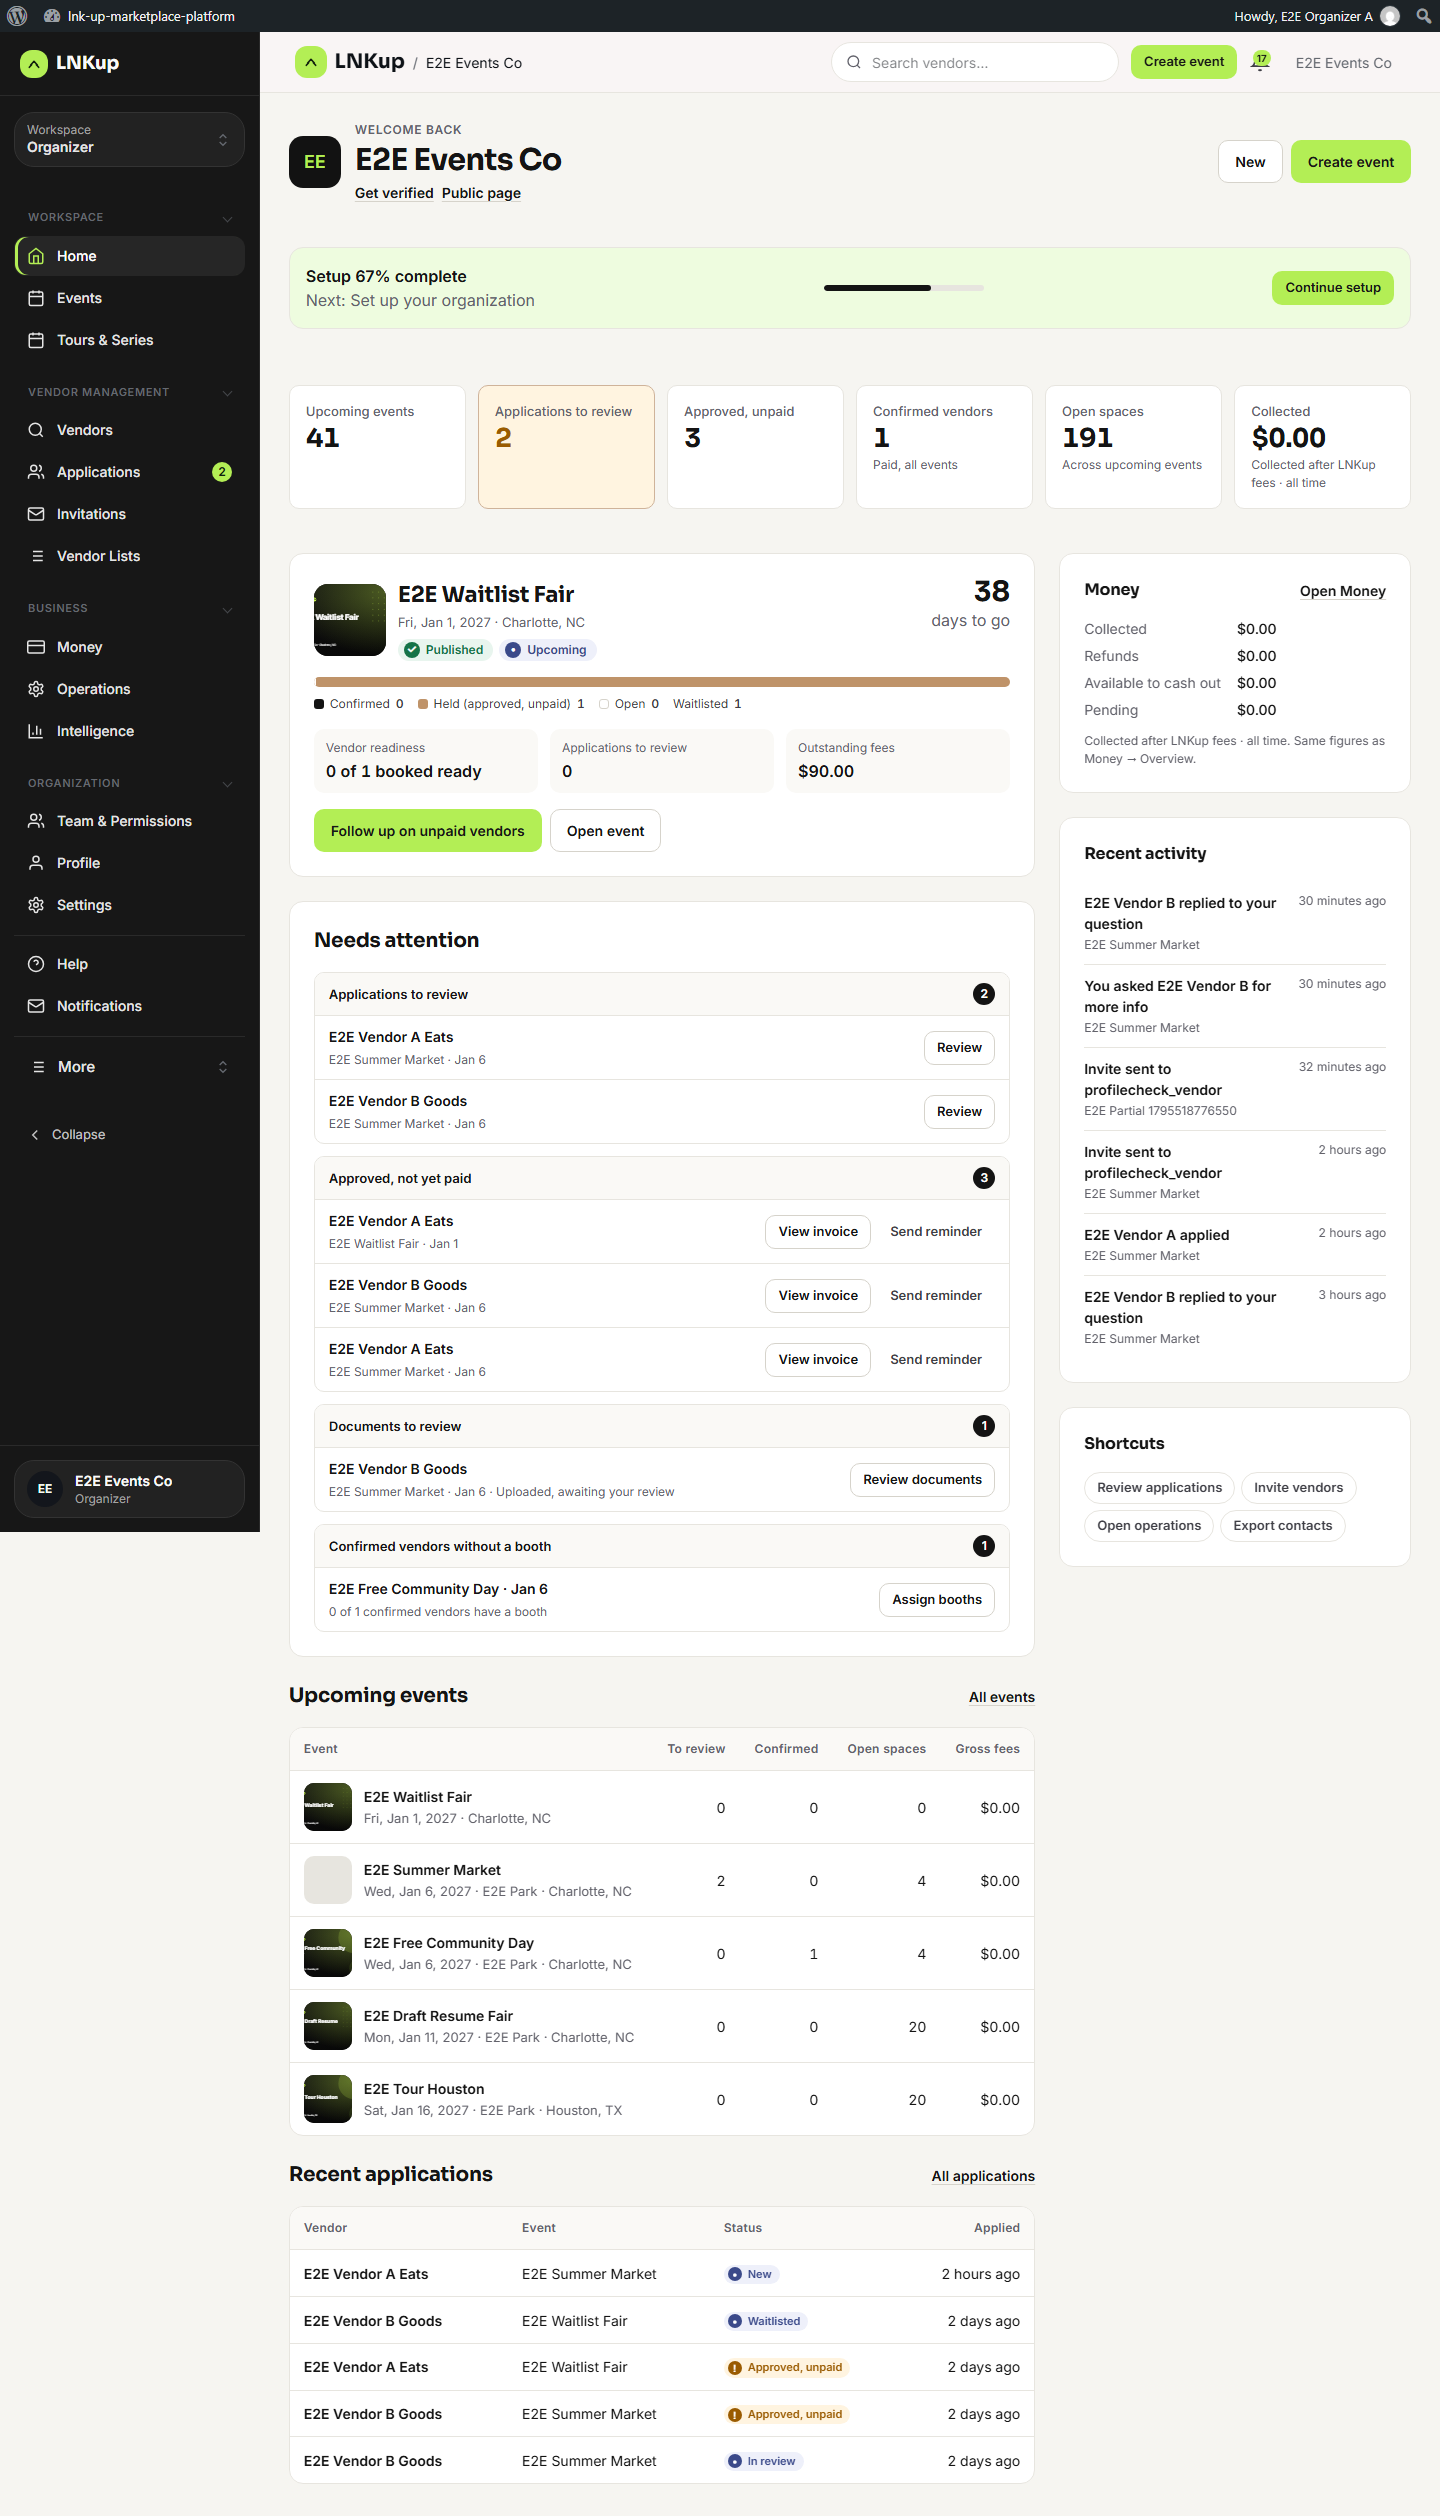 lnk-up-marketplace-platform
Howdy, E2E Organizer A
LNKup
Workspace
Organizer
WORKSPACE
Home
Events
Tours & Series
VENDOR MANAGEMENT
Vendors
Applications 2
Invitations
Vendor Lists
BUSINESS
Money
Operations
Intelligence
ORGANIZATION
Team & Permissions
Profile
Settings
Help
Notifications
More
Collapse
EE
E2E Events Co
Organizer
LNKup / E2E Events Co
Search vendors...
Create event
17
E2E Events Co
EE
WELCOME BACK
E2E Events Co
Get verified Public page
New
Create event
Setup 67% complete
Next: Set up your organization
Continue setup
Upcoming events
41
Applications to review
2
Approved, unpaid
3
Confirmed vendors
1
Paid, all events
Open spaces
191
Across upcoming events
Collected
$0.00
Collected after LNKup
fees · all time
Waitlist Fair
E2E Waitlist Fair
Fri, Jan 1, 2027 · Charlotte, NC
Published Upcoming
38
days to go
Confirmed 0 Held (approved, unpaid) 1 Open 0 Waitlisted 1
Vendor readiness
0 of 1 booked ready
Applications to review
0
Outstanding fees
$90.00
Follow up on unpaid vendors
Open event
Needs attention
Applications to review 2
E2E Vendor A Eats
E2E Summer Market · Jan 6
Review
E2E Vendor B Goods
E2E Summer Market · Jan 6
Review
Approved, not yet paid 3
E2E Vendor A Eats
E2E Waitlist Fair · Jan 1
View invoice Send reminder
E2E Vendor B Goods
E2E Summer Market · Jan 6
View invoice Send reminder
E2E Vendor A Eats
E2E Summer Market · Jan 6
View invoice Send reminder
Documents to review 1
E2E Vendor B Goods
E2E Summer Market · Jan 6 · Uploaded, awaiting your review
Review documents
Confirmed vendors without a booth 1
E2E Free Community Day · Jan 6
0 of 1 confirmed vendors have a booth
Assign booths
Money
Open Money
Collected $0.00
Refunds $0.00
Available to cash out $0.00
Pending $0.00
Collected after LNKup fees · all time. Same figures as
Money → Overview.
Recent activity
E2E Vendor B replied to your
question
E2E Summer Market
30 minutes ago
You asked E2E Vendor B for
more info
E2E Summer Market
30 minutes ago
Invite sent to
profilecheck_vendor
E2E Partial 1795518776550
32 minutes ago
Invite sent to
profilecheck_vendor
E2E Summer Market
2 hours ago
E2E Vendor A applied
E2E Summer Market
2 hours ago
E2E Vendor B replied to your
question
E2E Summer Market
3 hours ago
Shortcuts
Review applications Invite vendors
Open operations Export contacts
Upcoming events
All events
Event To review Confirmed Open spaces Gross fees
Waitlist Fair
E2E Waitlist Fair
Fri, Jan 1, 2027 · Charlotte, NC
0 0 0 $0.00
E2E Summer Market
Wed, Jan 6, 2027 · E2E Park · Charlotte, NC
2 0 4 $0.00
Free Community
E2E Free Community Day
Wed, Jan 6, 2027 · E2E Park · Charlotte, NC
0 1 4 $0.00
Draft Resume
E2E Draft Resume Fair
Mon, Jan 11, 2027 · E2E Park · Charlotte, NC
0 0 20 $0.00
Tour Houston
E2E Tour Houston
Sat, Jan 16, 2027 · E2E Park · Houston, TX
0 0 20 $0.00
Recent applications
All applications
Vendor Event Status Applied
E2E Vendor A Eats E2E Summer Market New 2 hours ago
E2E Vendor B Goods E2E Waitlist Fair Waitlisted 2 days ago
E2E Vendor A Eats E2E Waitlist Fair Approved, unpaid 2 days ago
E2E Vendor B Goods E2E Summer Market Approved, unpaid 2 days ago
E2E Vendor B Goods E2E Summer Market In review 2 days ago